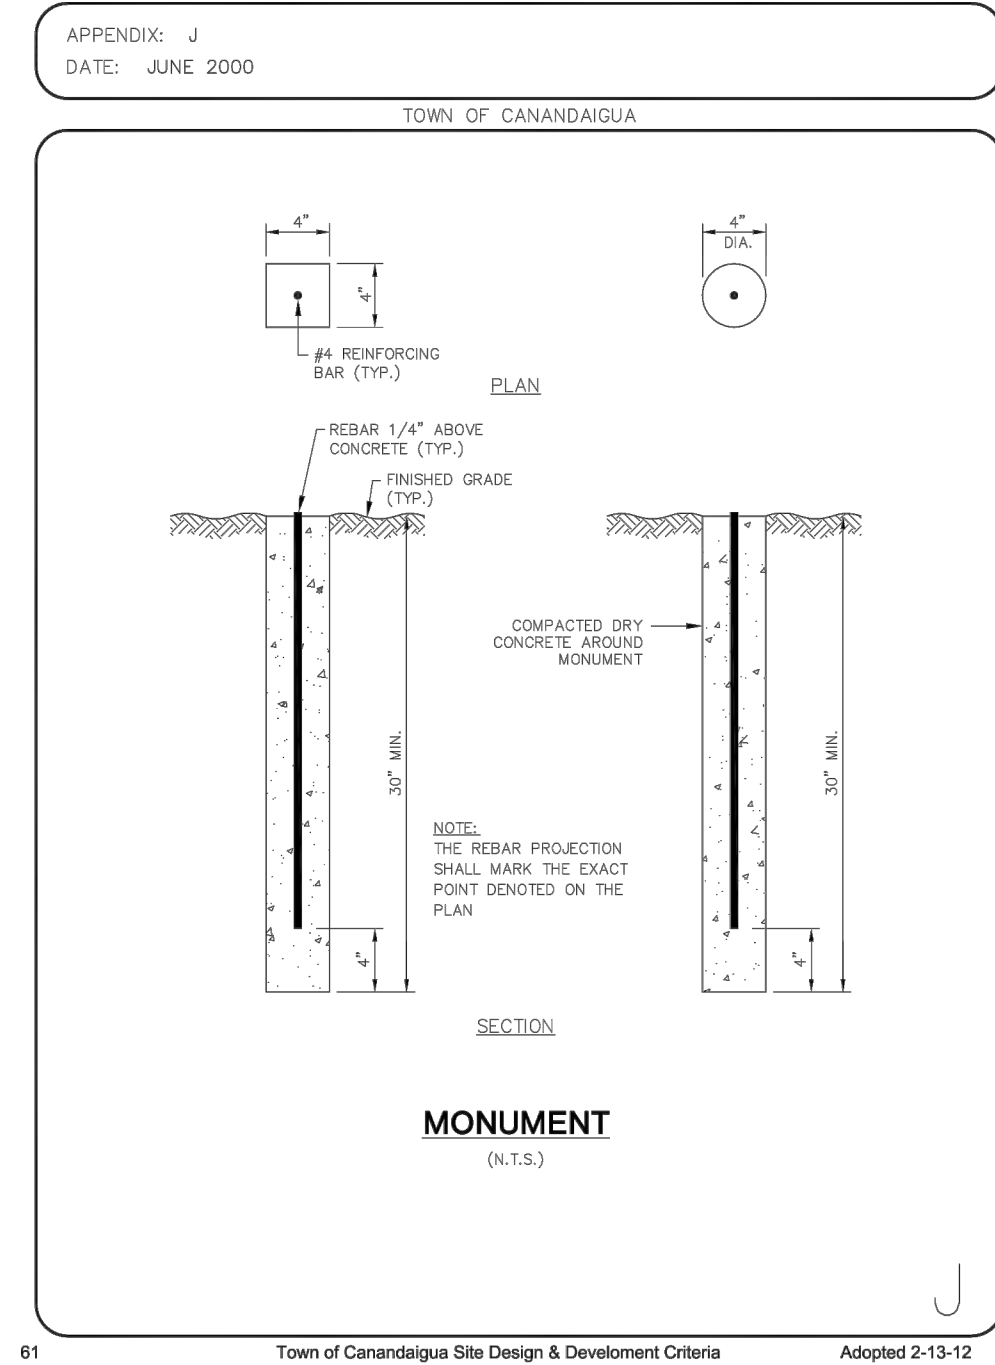 APPENDIX: J
DATE: JUNE 2000
TOWN OF CANANDAIGUA
4"
4"
#4 REINFORCING
BAR (TYP.)
4"
DIA.
PLAN
REBAR 1/4" ABOVE
CONCRETE (TYP.)
FINISHED GRADE
(TYP.)
COMPACTED DRY
CONCRETE AROUND
MONUMENT
30" MIN.
30" MIN.
NOTE:
THE REBAR PROJECTION
SHALL MARK THE EXACT
POINT DENOTED ON THE
PLAN
4"
4"
SECTION
MONUMENT
(N.T.S.)
J
61 Town of Canandaigua Site Design & Develoment Criteria Adopted 2-13-12